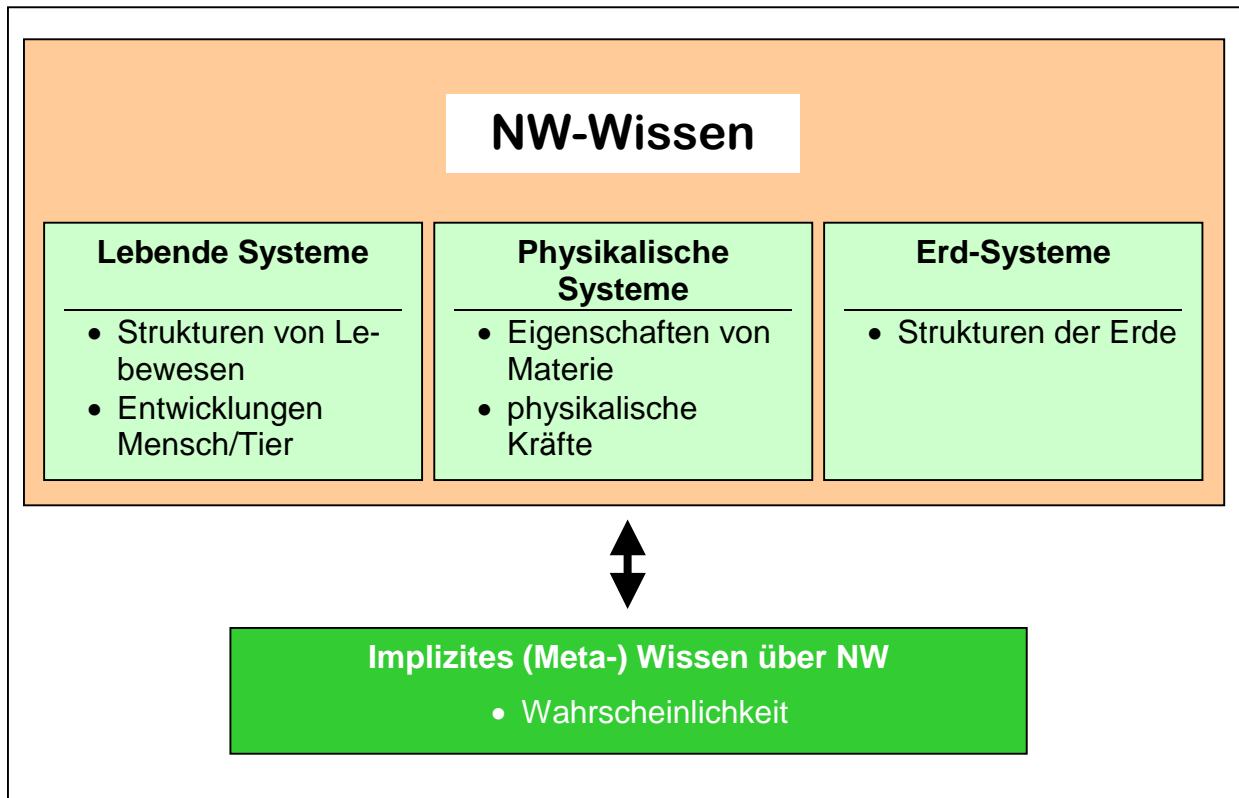 NW-Wissen
Lebende Systeme
• Strukturen von Le-
bewesen
• Entwicklungen
Mensch/Tier
Physikalische
Systeme
• Eigenschaften von
Materie
• physikalische
Kräfte
Erd-Systeme
• Strukturen der Erde
Implizites (Meta-) Wissen über NW
• Wahrscheinlichkeit